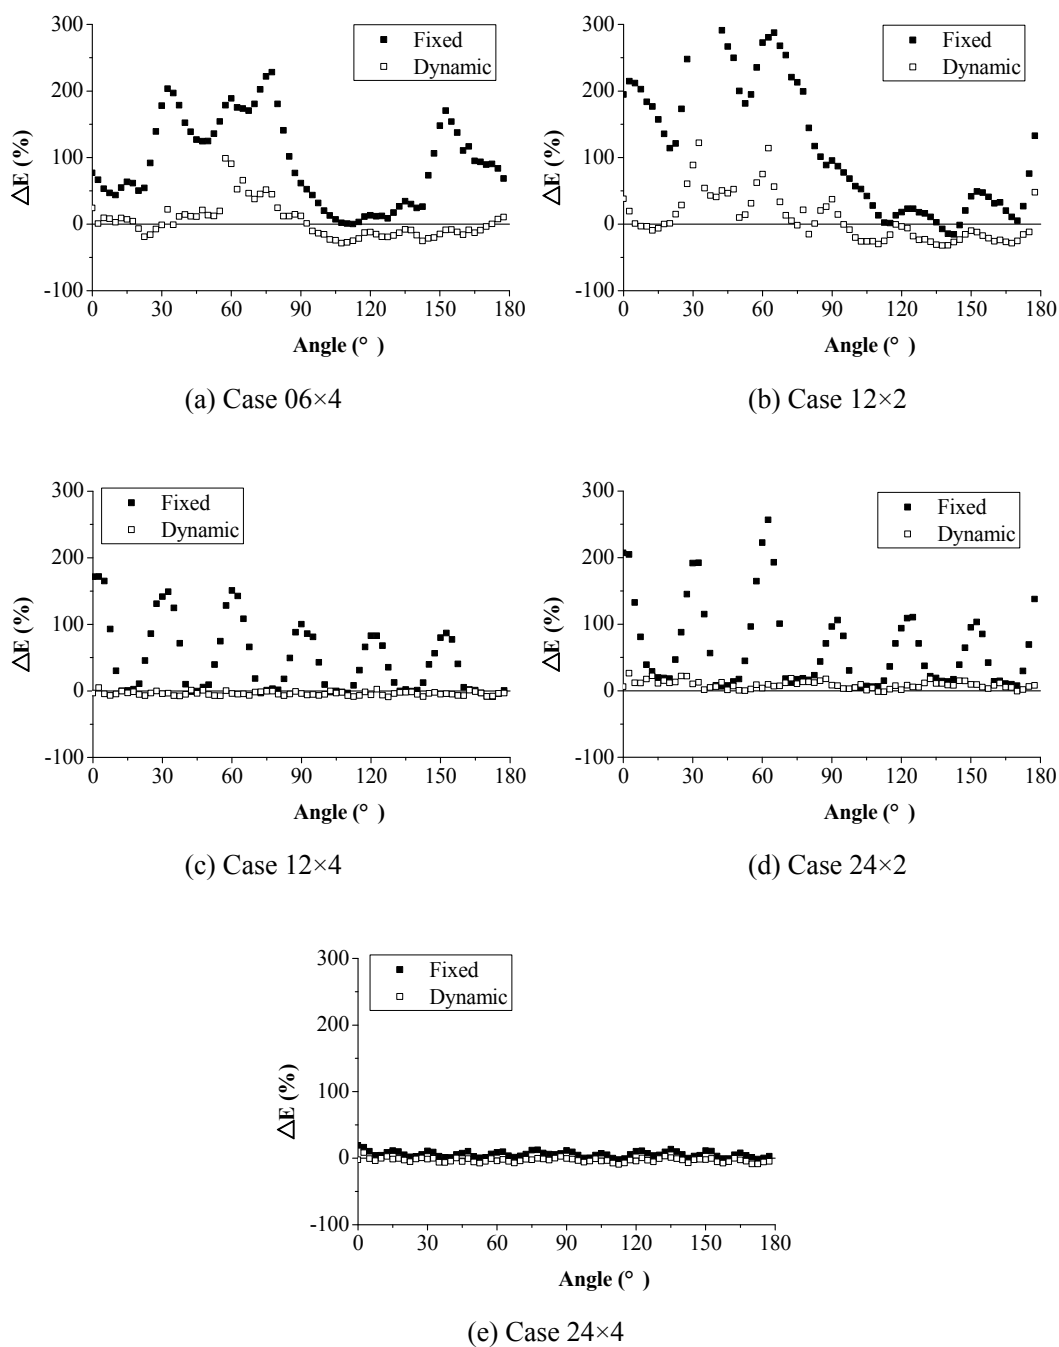 300
200
100
0
-100
ΔE (%)
Fixed
Dynamic
0 30 60 90 120 150 180
Angle (° )
(a) Case 06×4
300
200
100
0
-100
ΔE (%)
Fixed
Dynamic
0 30 60 90 120 150 180
Angle (° )
(b) Case 12×2
300
200
100
0
-100
ΔE (%)
Fixed
Dynamic
0 30 60 90 120 150 180
Angle (° )
(c) Case 12×4
300
200
100
0
-100
ΔE (%)
Fixed
Dynamic
0 30 60 90 120 150 180
Angle (° )
(d) Case 24×2
300
200
100
0
-100
ΔE (%)
Fixed
Dynamic
0 30 60 90 120 150 180
Angle (° )
(e) Case 24×4